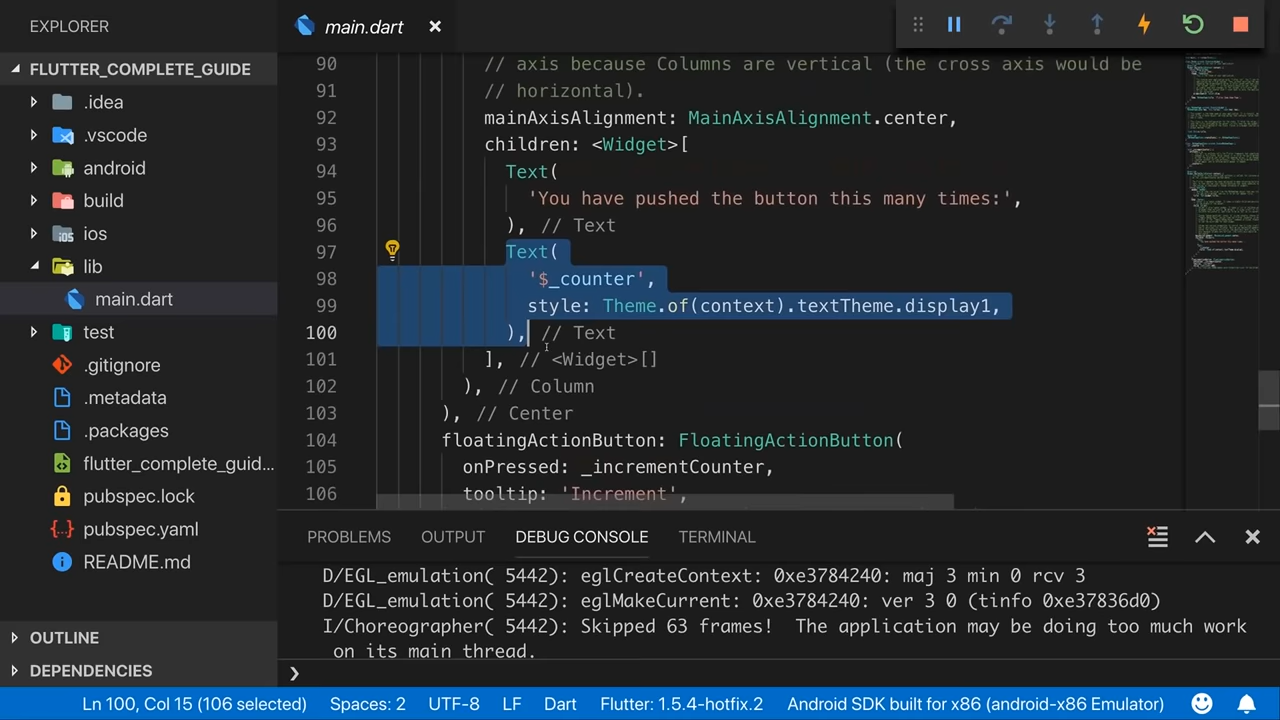 EXPLORER
FLUTTER_COMPLETE_GUIDE
.idea
.vscode
android
build
ios
lib
main.dart
test
.gitignore
.metadata
.packages
flutter_complete_guid...
pubspec.lock
pubspec.yaml
README.md
OUTLINE
DEPENDENCIES
main.dart
90 // axis because Columns are vertical (the cross axis would be
91 // horizontal).
92 mainAxisAlignment: MainAxisAlignment.center,
93 children: <Widget>[
94 Text(
95 'You have pushed the button this many times:',
96 ), // Text
97 Text(
98 '$_counter',
99 style: Theme.of(context).textTheme.display1,
100 ), // Text
101 ], // <Widget>[]
102 ), // Column
103 ), // Center
104 floatingActionButton: FloatingActionButton(
105 onPressed: _incrementCounter,
106 tooltip: 'Increment',
PROBLEMS OUTPUT DEBUG CONSOLE TERMINAL
D/EGL_emulation( 5442): eglCreateContext: 0xe3784240: maj 3 min 0 rcv 3
D/EGL_emulation( 5442): eglMakeCurrent: 0xe3784240: ver 3 0 (tinfo 0xe37836d0)
I/Choreographer( 5442): Skipped 63 frames!  The application may be doing too much work
on its main thread.
Ln 100, Col 15 (106 selected) Spaces: 2 UTF-8 LF Dart Flutter: 1.5.4-hotfix.2 Android SDK built for x86 (android-x86 Emulator)